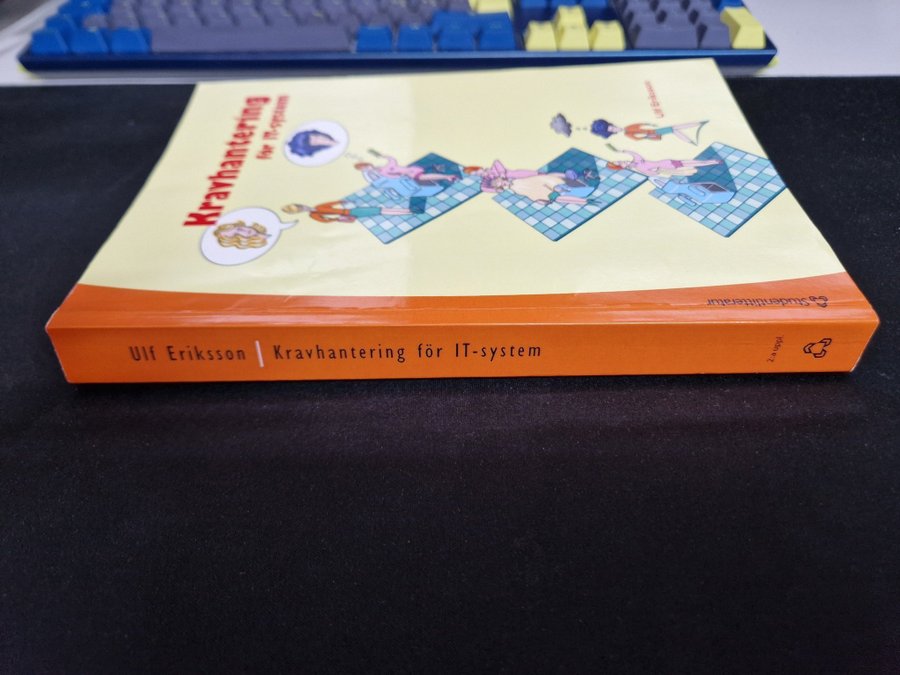 Kravhantering
för IT-system
Ulf Eriksson
Studentlitteratur
Ulf Eriksson | Kravhantering för IT-system
2:a uppl